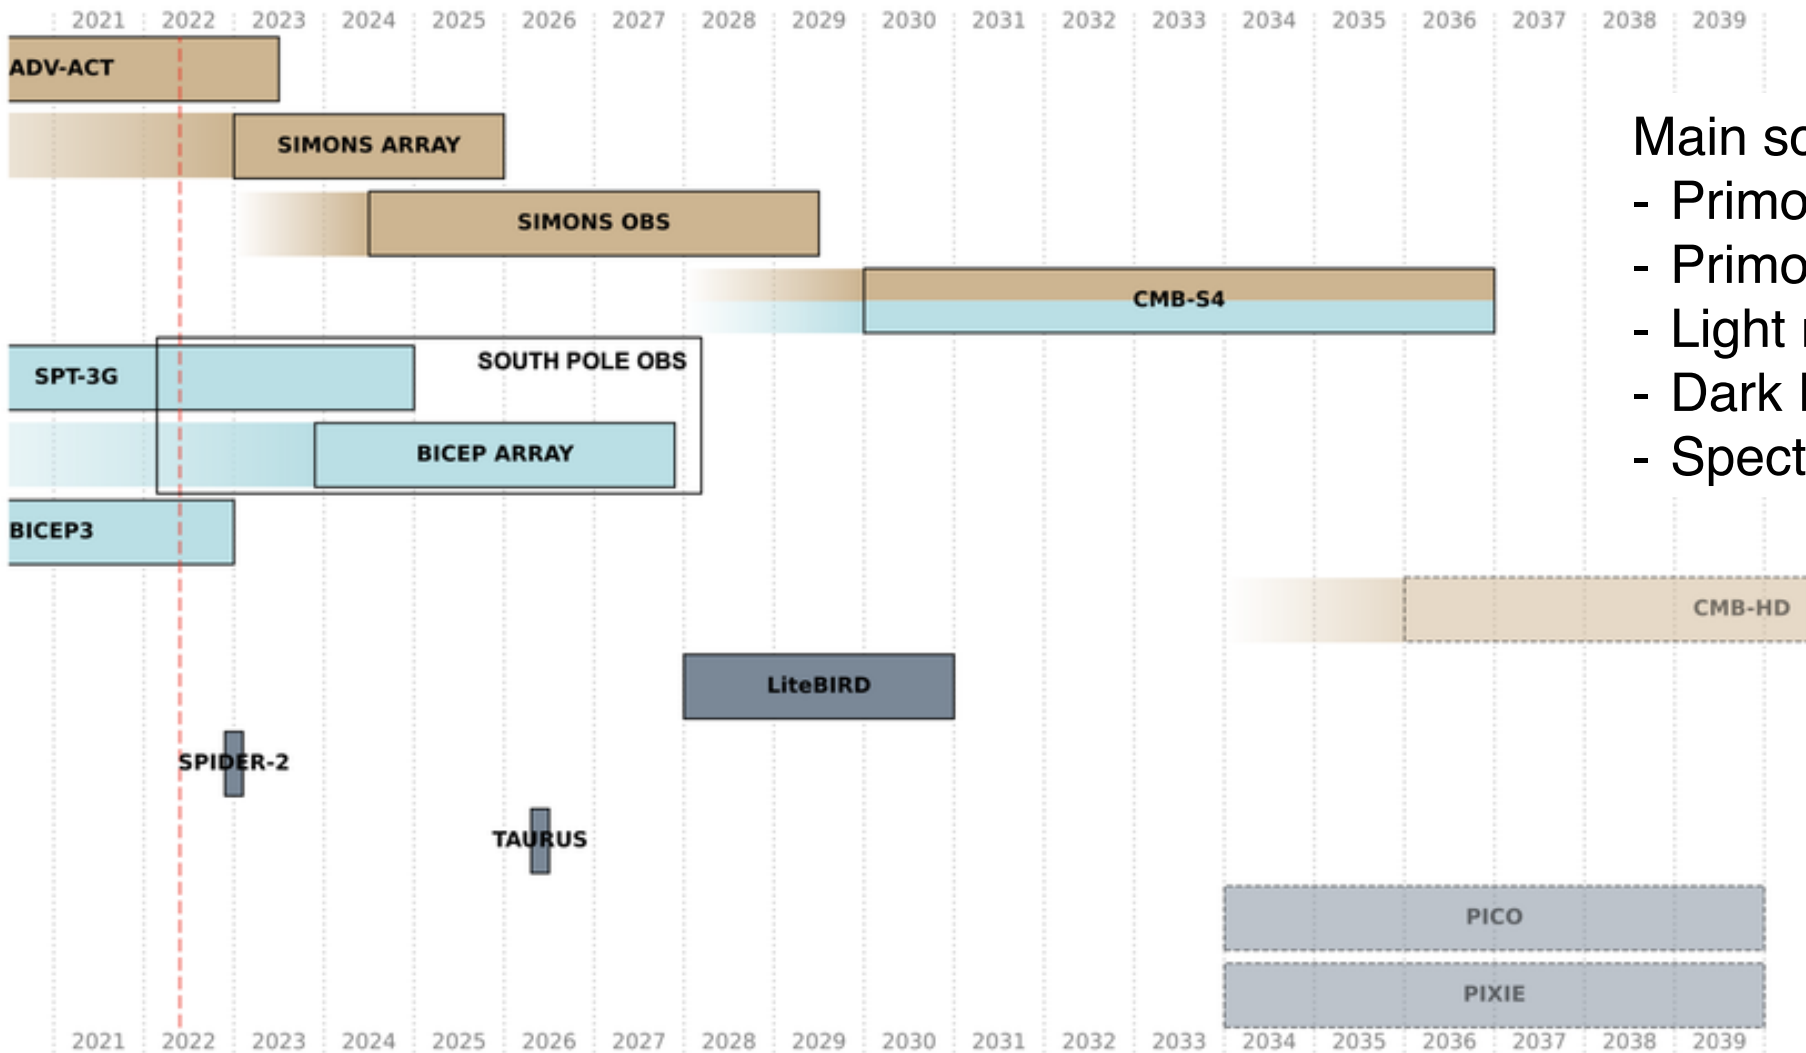 2021 2022 2023 2024 2025 2026 2027 2028 2029 2030 2031 2032 2033 2034 2035 2036 2037 2038 2039
ADV-ACT
SIMONS ARRAY
SIMONS OBS
CMB-S4
SOUTH POLE OBS
SPT-3G
BICEP ARRAY
BICEP3
CMB-HD
LiteBIRD
SPIDER-2
TAURUS
PICO
PIXIE
2021 2022 2023 2024 2025 2026 2027 2028 2029 2030 2031 2032 2033 2034 2035 2036 2037 2038 2039
Main
- Primo
- Primo
- Light
- Dark
- Spect